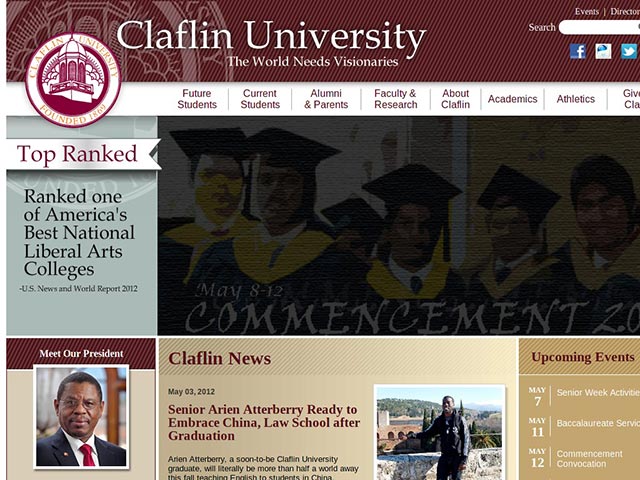 Events | Director
Search
Claflin University
The World Needs Visionaries
CLAFLIN UNIVERSITY
FOUNDED 1869
Future Students
Current Students
Alumni & Parents
Faculty & Research
About Claflin
Academics
Athletics
Give
Cla
Top Ranked
Ranked one
of America's
Best National
Liberal Arts
Colleges
-U.S. News and World Report 2012
May 8-12
COMMENCEMENT 20
Meet Our President
Claflin News
May 03, 2012
Senior Arien Atterberry Ready to
Embrace China, Law School after
Graduation
Arien Atterberry, a soon-to-be Claflin University
graduate, will literally be more than half a world away
this fall teaching English to students in China.
Upcoming Events
MAY
7
Senior Week Activitie
MAY
11
Baccalaureate Servic
MAY
12
Commencement
Convocation